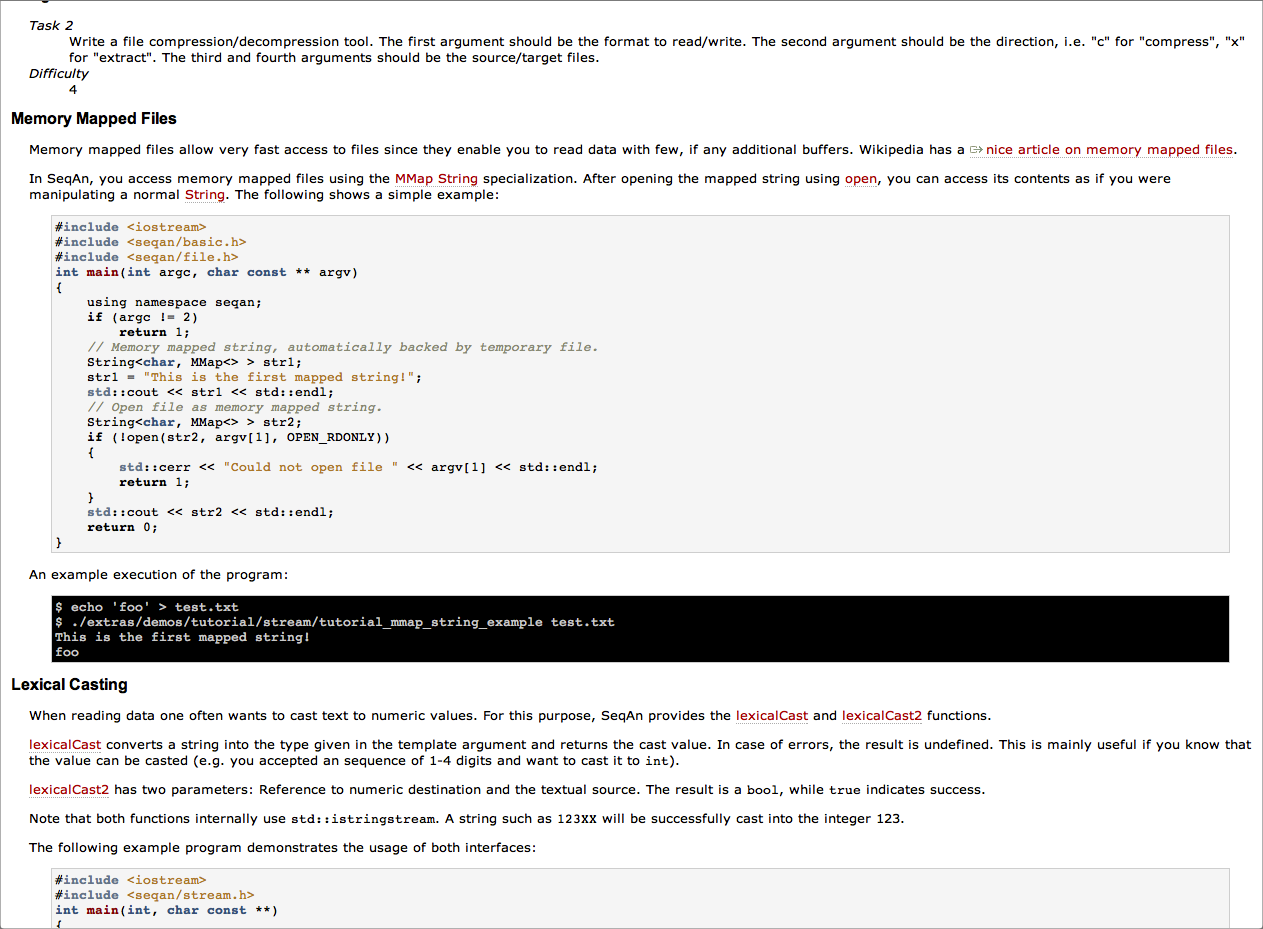 Task 2
Write a file compression/decompression tool. The first argument should be the format to read/write. The second argument should be the direction, i.e. "c" for "compress", "x"
for "extract". The third and fourth arguments should be the source/target files.
Difficulty
4
Memory Mapped Files
Memory mapped files allow very fast access to files since they enable you to read data with few, if any additional buffers. Wikipedia has a nice article on memory mapped files.
In SeqAn, you access memory mapped files using the MMap String specialization. After opening the mapped string using open, you can access its contents as if you were
manipulating a normal String. The following shows a simple example:
#include <iostream>
#include <seqan/basic.h>
#include <seqan/file.h>
int main(int argc, char const ** argv)
{
    using namespace seqan;
    if (argc != 2)
        return 1;
    // Memory mapped string, automatically backed by temporary file.
    String<char, MMap<> > str1;
    str1 = "This is the first mapped string!";
    std::cout << str1 << std::endl;
    // Open file as memory mapped string.
    String<char, MMap<> > str2;
    if (!open(str2, argv[1], OPEN_RDONLY))
    {
        std::cerr << "Could not open file " << argv[1] << std::endl;
        return 1;
    }
    std::cout << str2 << std::endl;
    return 0;
}
An example execution of the program:
$ echo 'foo' > test.txt
$ ./extras/demos/tutorial/stream/tutorial_mmap_string_example test.txt
This is the first mapped string!
foo
Lexical Casting
When reading data one often wants to cast text to numeric values. For this purpose, SeqAn provides the lexicalCast and lexicalCast2 functions.
lexicalCast converts a string into the type given in the template argument and returns the cast value. In case of errors, the result is undefined. This is mainly useful if you know that
the value can be casted (e.g. you accepted an sequence of 1-4 digits and want to cast it to int).
lexicalCast2 has two parameters: Reference to numeric destination and the textual source. The result is a bool, while true indicates success.
Note that both functions internally use std::istringstream. A string such as 123XX will be successfully cast into the integer 123.
The following example program demonstrates the usage of both interfaces:
#include <iostream>
#include <seqan/stream.h>
int main(int, char const **)
{